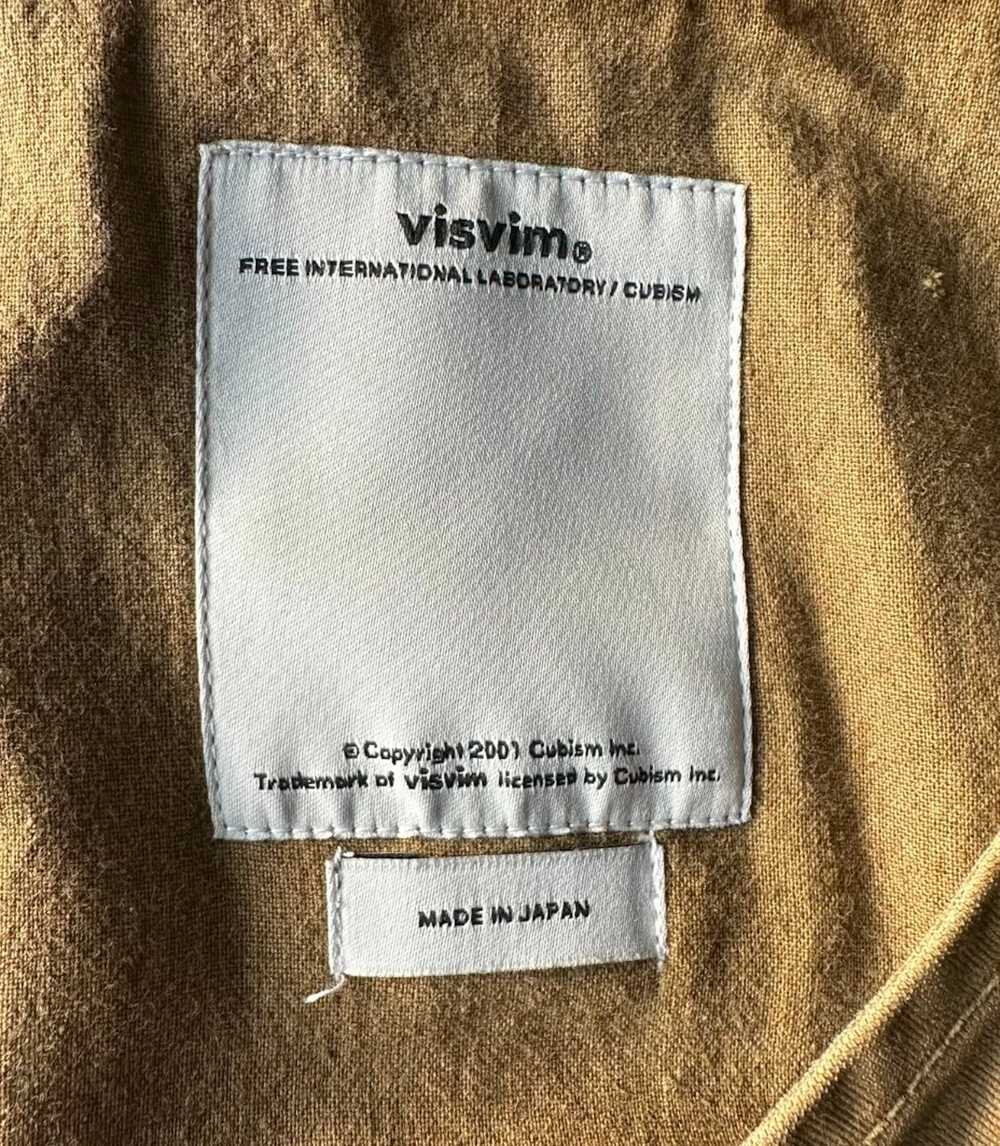 visvim®
FREE INTERNATIONAL LABORATORY / CUBISM
© Copyright 2001 Cubism Inc.
Trademark of visvim licensed by Cubism Inc.
MADE IN JAPAN